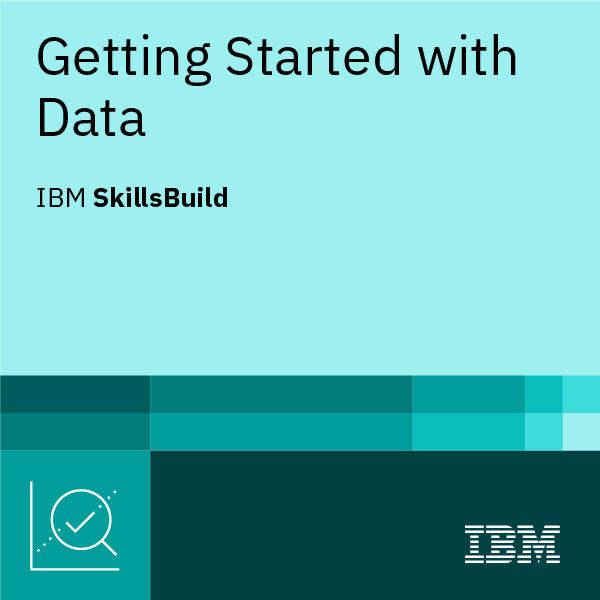 Getting Started with
Data
IBM SkillsBuild
IBM